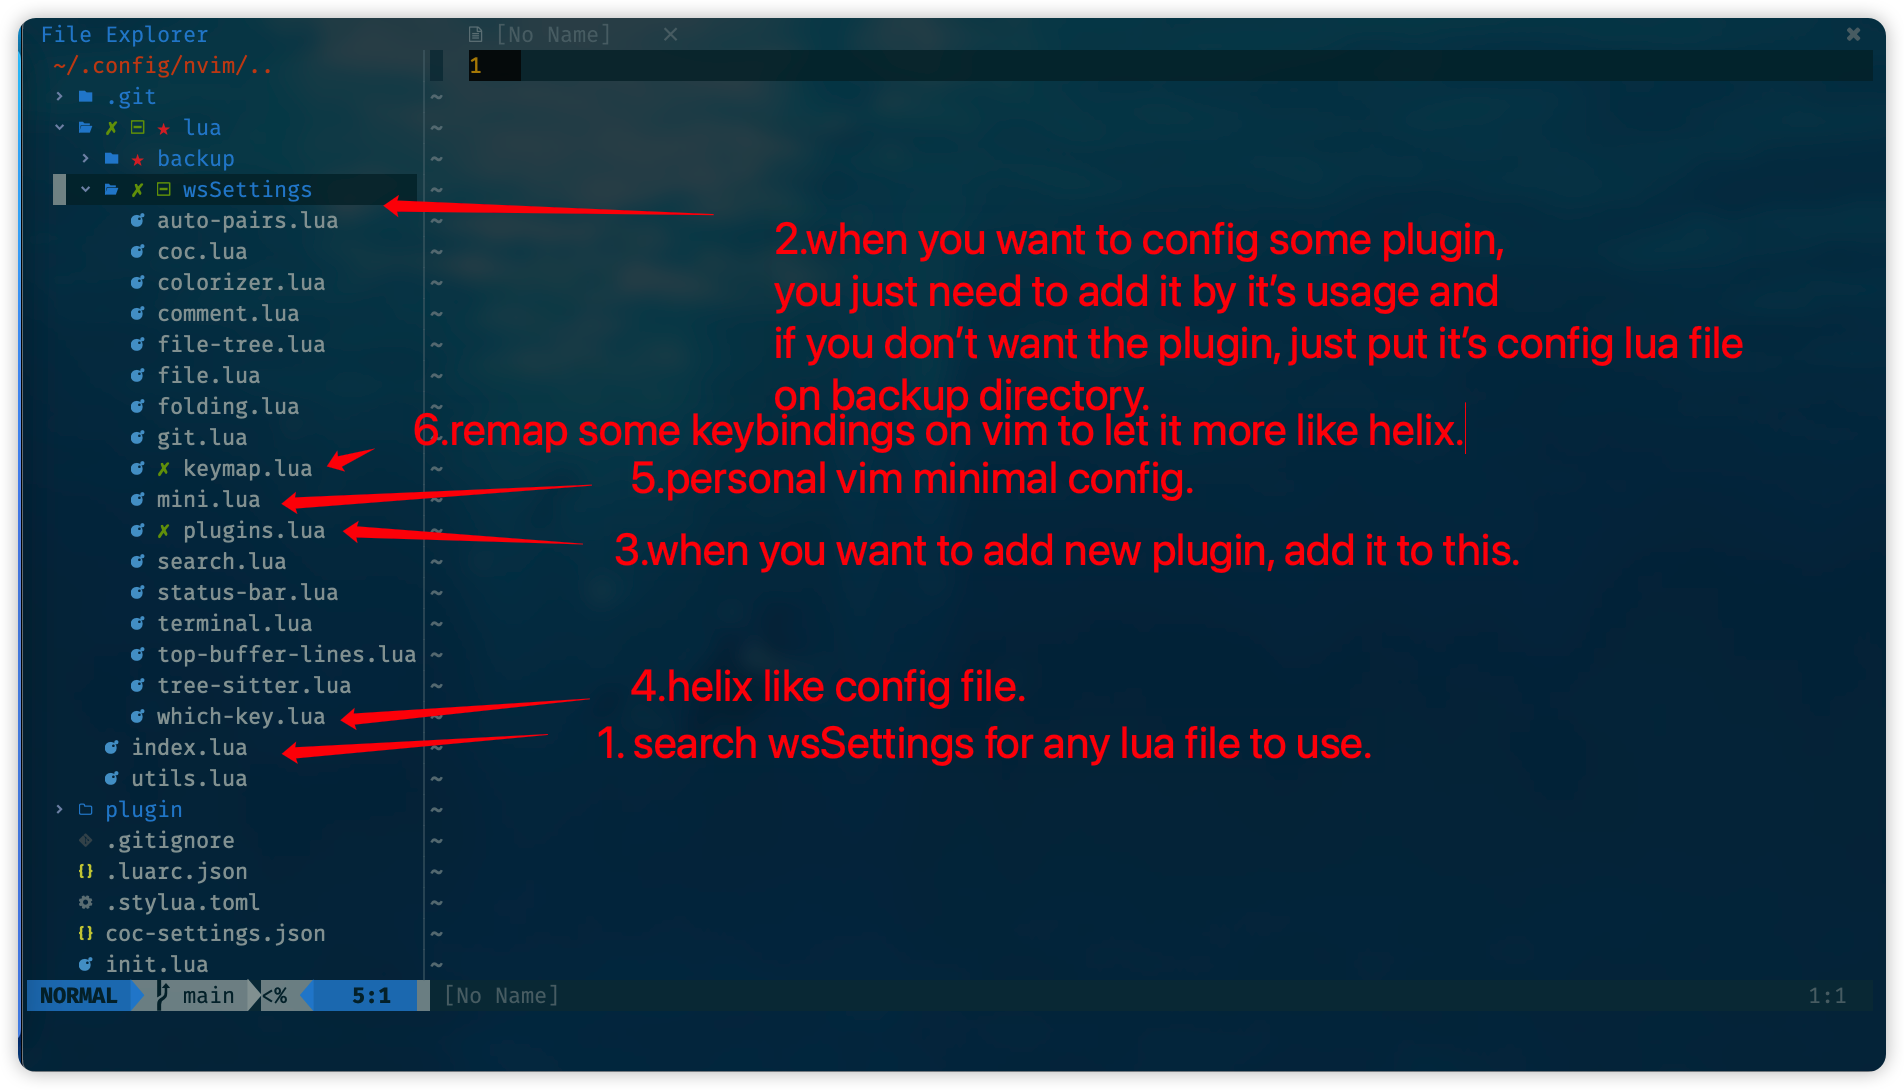 File Explorer
[No Name] ×
~/.config/nvim/..
1
.git
lua
backup
wsSettings
auto-pairs.lua
coc.lua
colorizer.lua
comment.lua
file-tree.lua
file.lua
folding.lua
git.lua
keymap.lua
mini.lua
plugins.lua
search.lua
status-bar.lua
terminal.lua
top-buffer-lines.lua
tree-sitter.lua
which-key.lua
index.lua
utils.lua
plugin
.gitignore
{} .luarc.json
.stylua.toml
{} coc-settings.json
init.lua
2.when you want to config some plugin,
you just need to add it by it’s usage and
if you don’t want the plugin, just put it’s config lua file
on backup directory.
6.remap some keybindings on vim to let it more like helix.
5.personal vim minimal config.
3.when you want to add new plugin, add it to this.
4.helix like config file.
1. search wsSettings for any lua file to use.
NORMAL main <% 5:1 [No Name] 1:1